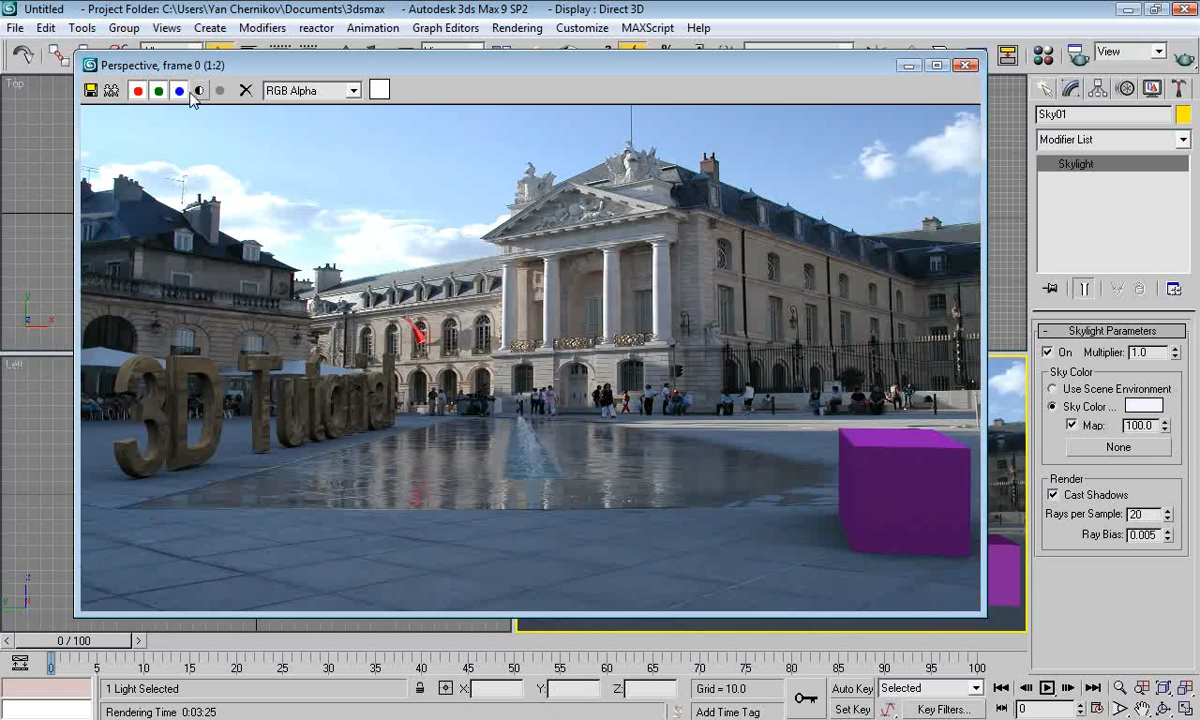 Untitled - Project Folder: C:\Users\Yan Chernikov\Documents\3dsmax - Autodesk 3ds Max 9 SP2 - Display : Direct 3D
File Edit Tools Group Views Create Modifiers reactor Animation Graph Editors Rendering Customize MAXScript Help
View
Top
Perspective, frame 0 (1:2)
RGB Alpha
Sky01
Modifier List
Skylight
Skylight Parameters
On Multiplier: 1.0
Sky Color
Use Scene Environment
Sky Color ...
Map: 100.0
None
Render
Cast Shadows
Rays per Sample: 20
Ray Bias: 0.005
3D Tutorial
Left
0 / 100
0 5 10 15 20 25 30 35 40 45 50 55 60 65 70 75 80 85 90 95 100
1 Light Selected
X: Y: Z:
Grid = 10.0
Auto Key
Selected
Rendering Time 0:03:25
Add Time Tag
Set Key
Key Filters...
0